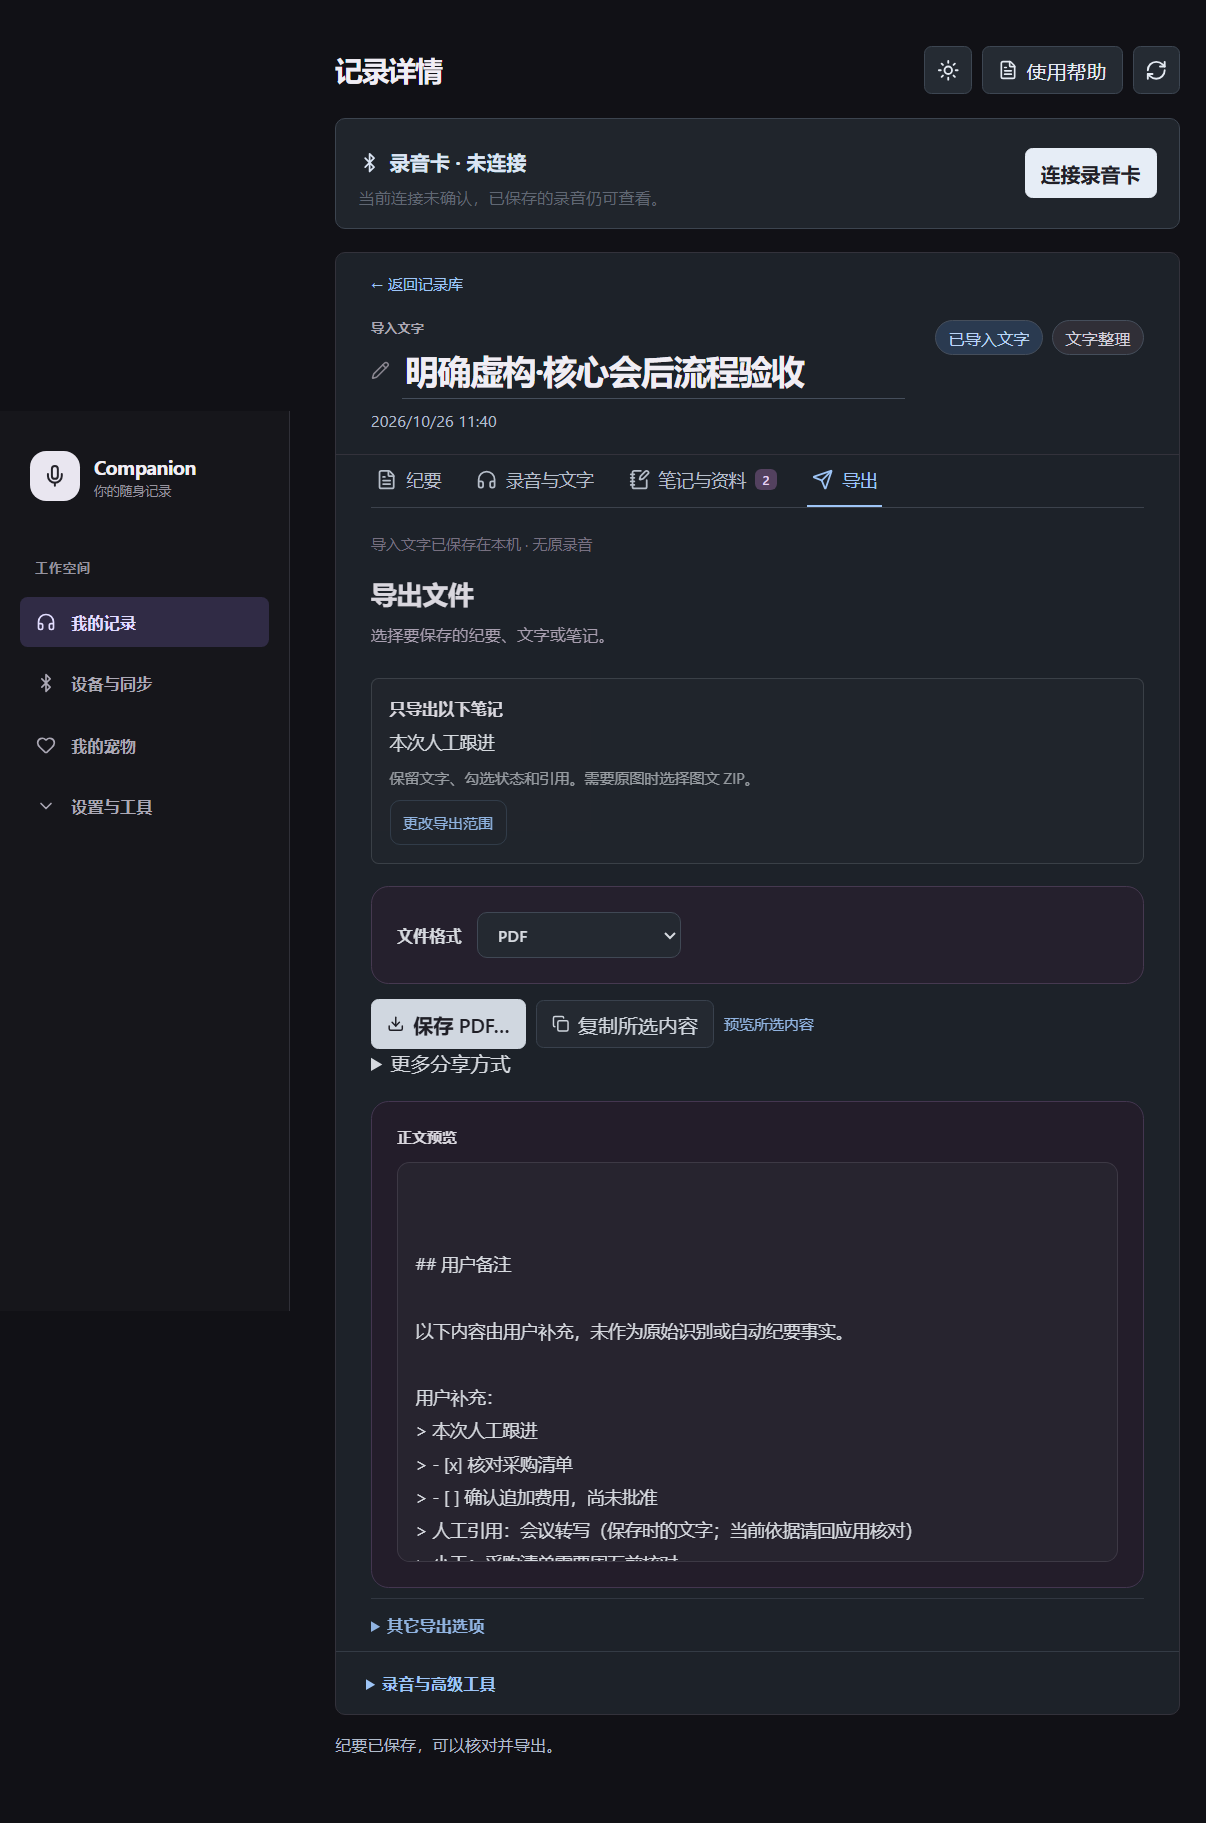 记录详情
使用帮助
录音卡 · 未连接
当前连接未确认，已保存的录音仍可查看。
连接录音卡
← 返回记录库
导入文字
明确虚构·核心会后流程验收
已导入文字
文字整理
2026/10/26 11:40
Companion
你的随身记录
工作空间
我的记录
设备与同步
我的宠物
设置与工具
纪要
录音与文字
笔记与资料 2
导出
导入文字已保存在本机 · 无原录音
导出文件
选择要保存的纪要、文字或笔记。
只导出以下笔记
本次人工跟进
保留文字、勾选状态和引用。需要原图时选择图文 ZIP。
更改导出范围
文件格式
PDF
保存 PDF...
复制所选内容
预览所选内容
▶ 更多分享方式
正文预览
## 用户备注
以下内容由用户补充，未作为原始识别或自动纪要事实。
用户补充：
> 本次人工跟进
> - [x] 核对采购清单
> - [ ] 确认追加费用，尚未批准
> 人工引用：会议转写（保存时的文字；当前依据请回应用核对）
▶ 其它导出选项
▶ 录音与高级工具
纪要已保存，可以核对并导出。